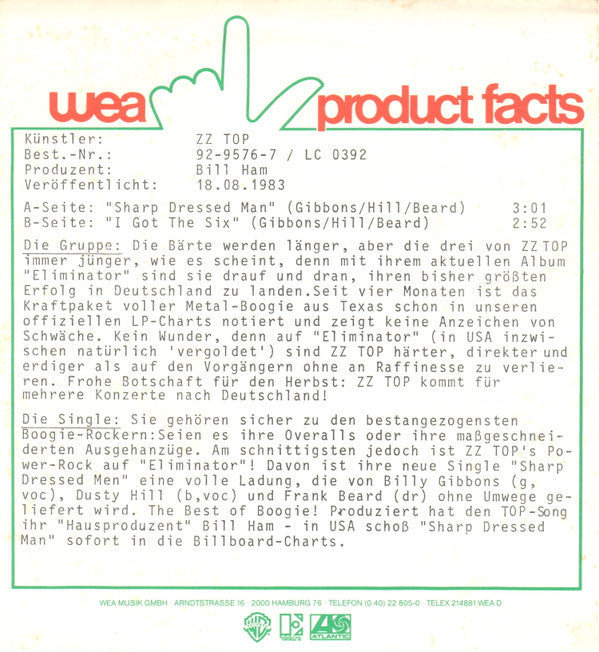 wea product facts
Künstler: ZZ TOP
Best.-Nr.: 92-9576-7 / LC 0392
Produzent: Bill Ham
Veröffentlicht: 18.08.1983
A-Seite: "Sharp Dressed Man" (Gibbons/Hill/Beard) 3:01
B-Seite: "I Got The Six" (Gibbons/Hill/Beard) 2:52
Die Gruppe: Die Bärte werden länger, aber die drei von ZZ TOP
immer jünger, wie es scheint, denn mit ihrem aktuellen Album
"Eliminator" sind sie drauf und dran, ihren bisher größten
Erfolg in Deutschland zu landen.Seit vier Monaten ist das
Kraftpaket voller Metal-Boogie aus Texas schon in unseren
offiziellen LP-Charts notiert und zeigt keine Anzeichen von
Schwäche. Kein Wunder, denn auf "Eliminator" (in USA inzwi-
schen natürlich 'vergoldet') sind ZZ TOP härter, direkter und
erdiger als auf den Vorgängern ohne an Raffinesse zu verlie-
ren. Frohe Botschaft für den Herbst: ZZ TOP kommt für
mehrere Konzerte nach Deutschland!
Die Single: Sie gehören sicher zu den bestangezogensten
Boogie-Rockern:Seien es ihre Overalls oder ihre maßgeschnei-
derten Ausgehanzüge. Am schnittigsten jedoch ist ZZ TOP's Po-
wer-Rock auf "Eliminator"! Davon ist ihre neue Single "Sharp
Dressed Men" eine volle Ladung, die von Billy Gibbons (g,
voc), Dusty Hill (b,voc) und Frank Beard (dr) ohne Umwege ge-
liefert wird. The Best of Boogie! Produziert hat den TOP-Song
ihr "Hausproduzent" Bill Ham - in USA schoß "Sharp Dressed
Man" sofort in die Billboard-Charts.
WEA MUSIK GMBH · ARNDTSTRASSE 16 · 2000 HAMBURG 76 · TELEFON (0 40) 22 805-0 · TELEX 214881 WEA D
ATLANTIC